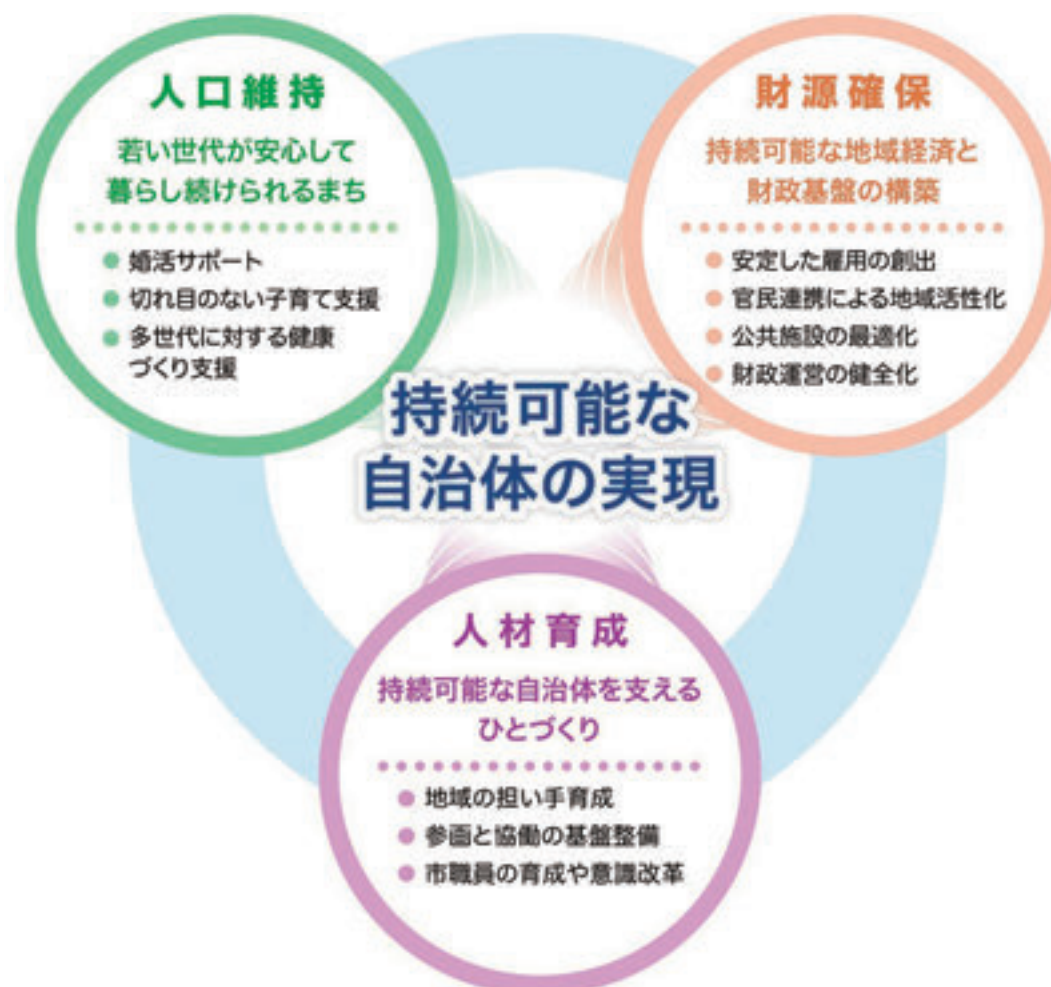 人口維持
若い世代が安心して
暮らし続けられるまち
● 婚活サポート
● 切れ目のない子育て支援
● 多世代に対する健康
づくり支援
財源確保
持続可能な地域経済と
財政基盤の構築
● 安定した雇用の創出
● 官民連携による地域活性化
● 公共施設の最適化
● 財政運営の健全化
持続可能な
自治体の実現
人材育成
持続可能な自治体を支える
ひとづくり
● 地域の担い手育成
● 参画と協働の基盤整備
● 市職員の育成や意識改革